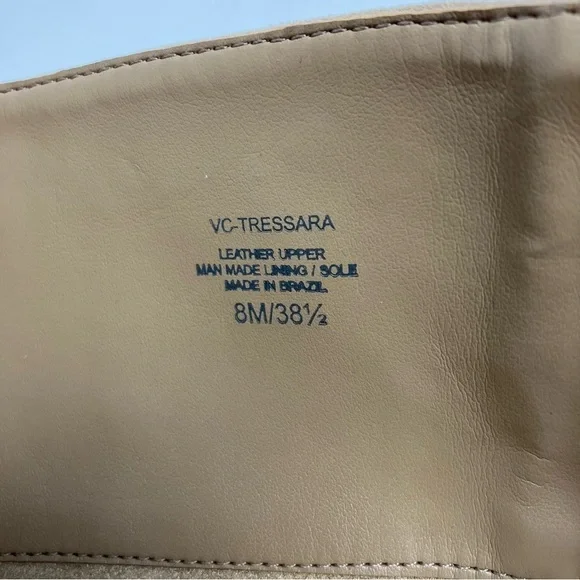 VC-TRESSARA
LEATHER UPPER
MAN MADE LINING / SOLE
MADE IN BRAZIL
8M/38½